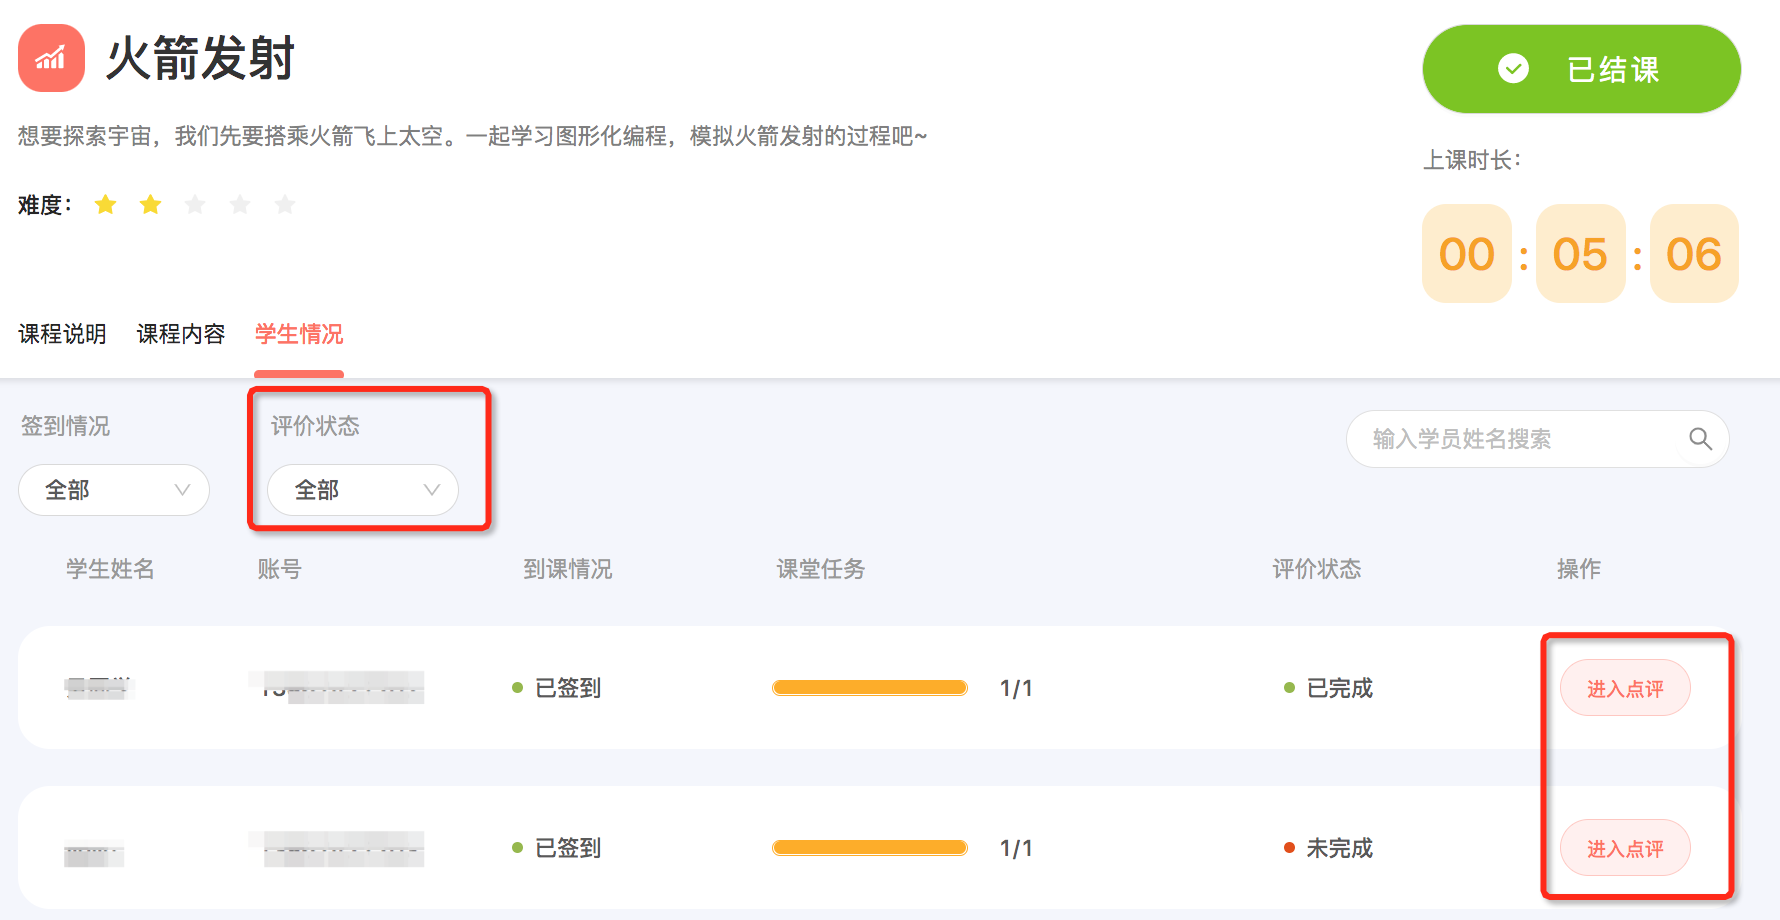 火箭发射
已结课
想要探索宇宙，我们先要搭乘火箭飞上太空。一起学习图形化编程，模拟火箭发射的过程吧~
上课时长：
难度：
00 : 05 : 06
课程说明 课程内容 学生情况
签到情况 评价状态
输入学员姓名搜索
全部 全部
学生姓名 账号 到课情况 课堂任务 评价状态 操作
已签到 1/1 已完成 进入点评
已签到 1/1 未完成 进入点评